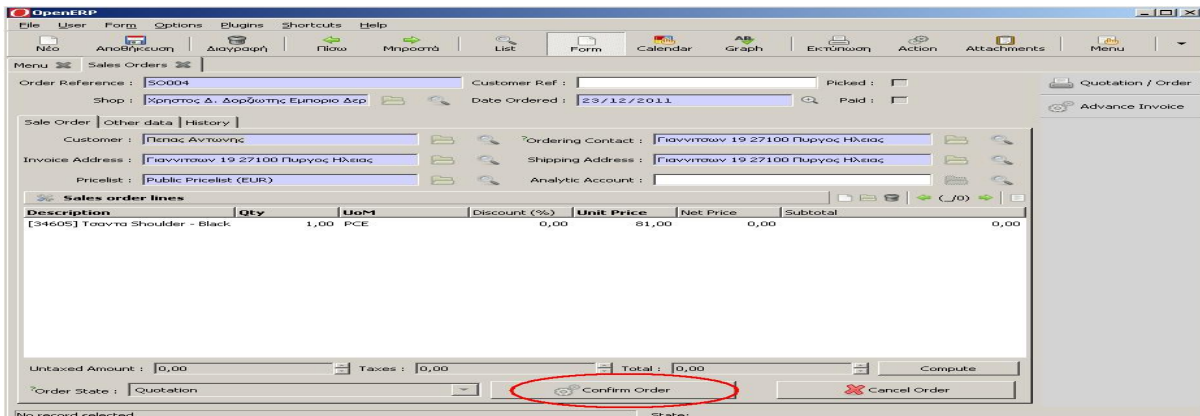 OpenERP
File User Form Options Plugins Shortcuts Help
Νέο Αποθήκευση Διαγραφή Πίσω Μπροστά List Form Calendar Graph Εκτύπωση Action Attachments Menu
Menu Sales Orders
Order Reference : SO004 Customer Ref : Picked : Quotation / Order
Shop : Χρηστος Δ. Δορζιωτης Εμποριο Δερ Date Ordered : 23/12/2011 Paid : Advance Invoice
Sale Order Other data History
Customer : Πεπας Αντωνης ?Ordering Contact : Γιαννιτσων 19 27100 Πυργος Ηλειας
Invoice Address : Γιαννιτσων 19 27100 Πυργος Ηλειας Shipping Address : Γιαννιτσων 19 27100 Πυργος Ηλειας
Pricelist : Public Pricelist (EUR) Analytic Account :
Sales order lines (_/0)
Description Qty UoM Discount (%) Unit Price Net Price Subtotal
[34605] Τσαντα Shoulder - Black 1,00 PCE 0,00 81,00 0,00 0,00
Untaxed Amount : 0,00 Taxes : 0,00 Total : 0,00 Compute
?Order State : Quotation Confirm Order Cancel Order
No record selected State: